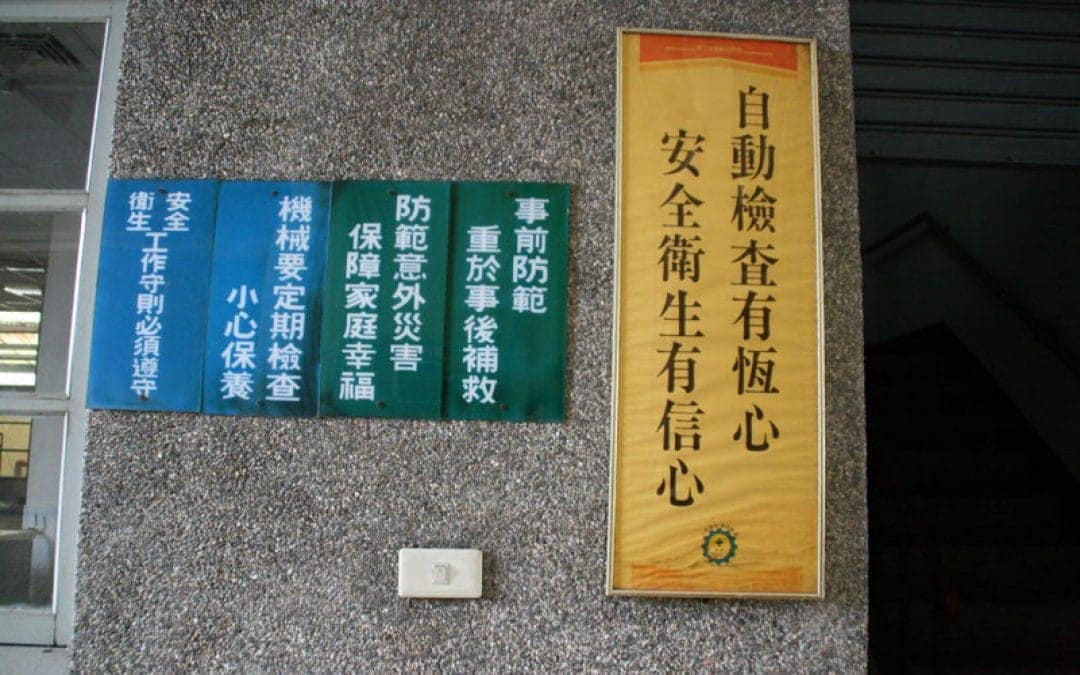 自動檢查有恆心
安全衛生有信心
事前防範
重於事後補救
防範意外災害
保障家庭幸福
機械要定期檢查
小心保養
安全
衛生
工作守則必須遵守